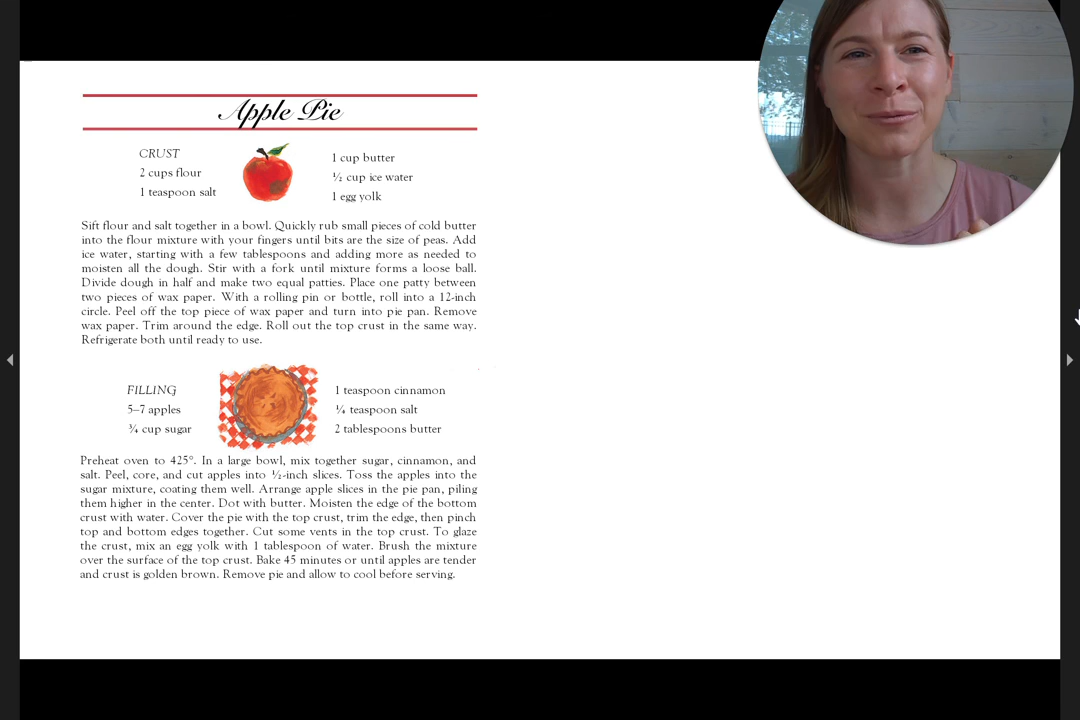 Apple Pie
CRUST
2 cups flour
1 teaspoon salt
1 cup butter
½ cup ice water
1 egg yolk
Sift flour and salt together in a bowl. Quickly rub small pieces of cold butter
into the flour mixture with your fingers until bits are the size of peas. Add
ice water, starting with a few tablespoons and adding more as needed to
moisten all the dough. Stir with a fork until mixture forms a loose ball.
Divide dough in half and make two equal patties. Place one patty between
two pieces of wax paper. With a rolling pin or bottle, roll into a 12-inch
circle. Peel off the top piece of wax paper and turn into pie pan. Remove
wax paper. Trim around the edge. Roll out the top crust in the same way.
Refrigerate both until ready to use.
FILLING
5–7 apples
¾ cup sugar
1 teaspoon cinnamon
¼ teaspoon salt
2 tablespoons butter
Preheat oven to 425°. In a large bowl, mix together sugar, cinnamon, and
salt. Peel, core, and cut apples into ½-inch slices. Toss the apples into the
sugar mixture, coating them well. Arrange apple slices in the pie pan, piling
them higher in the center. Dot with butter. Moisten the edge of the bottom
crust with water. Cover the pie with the top crust, trim the edge, then pinch
top and bottom edges together. Cut some vents in the top crust. To glaze
the crust, mix an egg yolk with 1 tablespoon of water. Brush the mixture
over the surface of the top crust. Bake 45 minutes or until apples are tender
and crust is golden brown. Remove pie and allow to cool before serving.